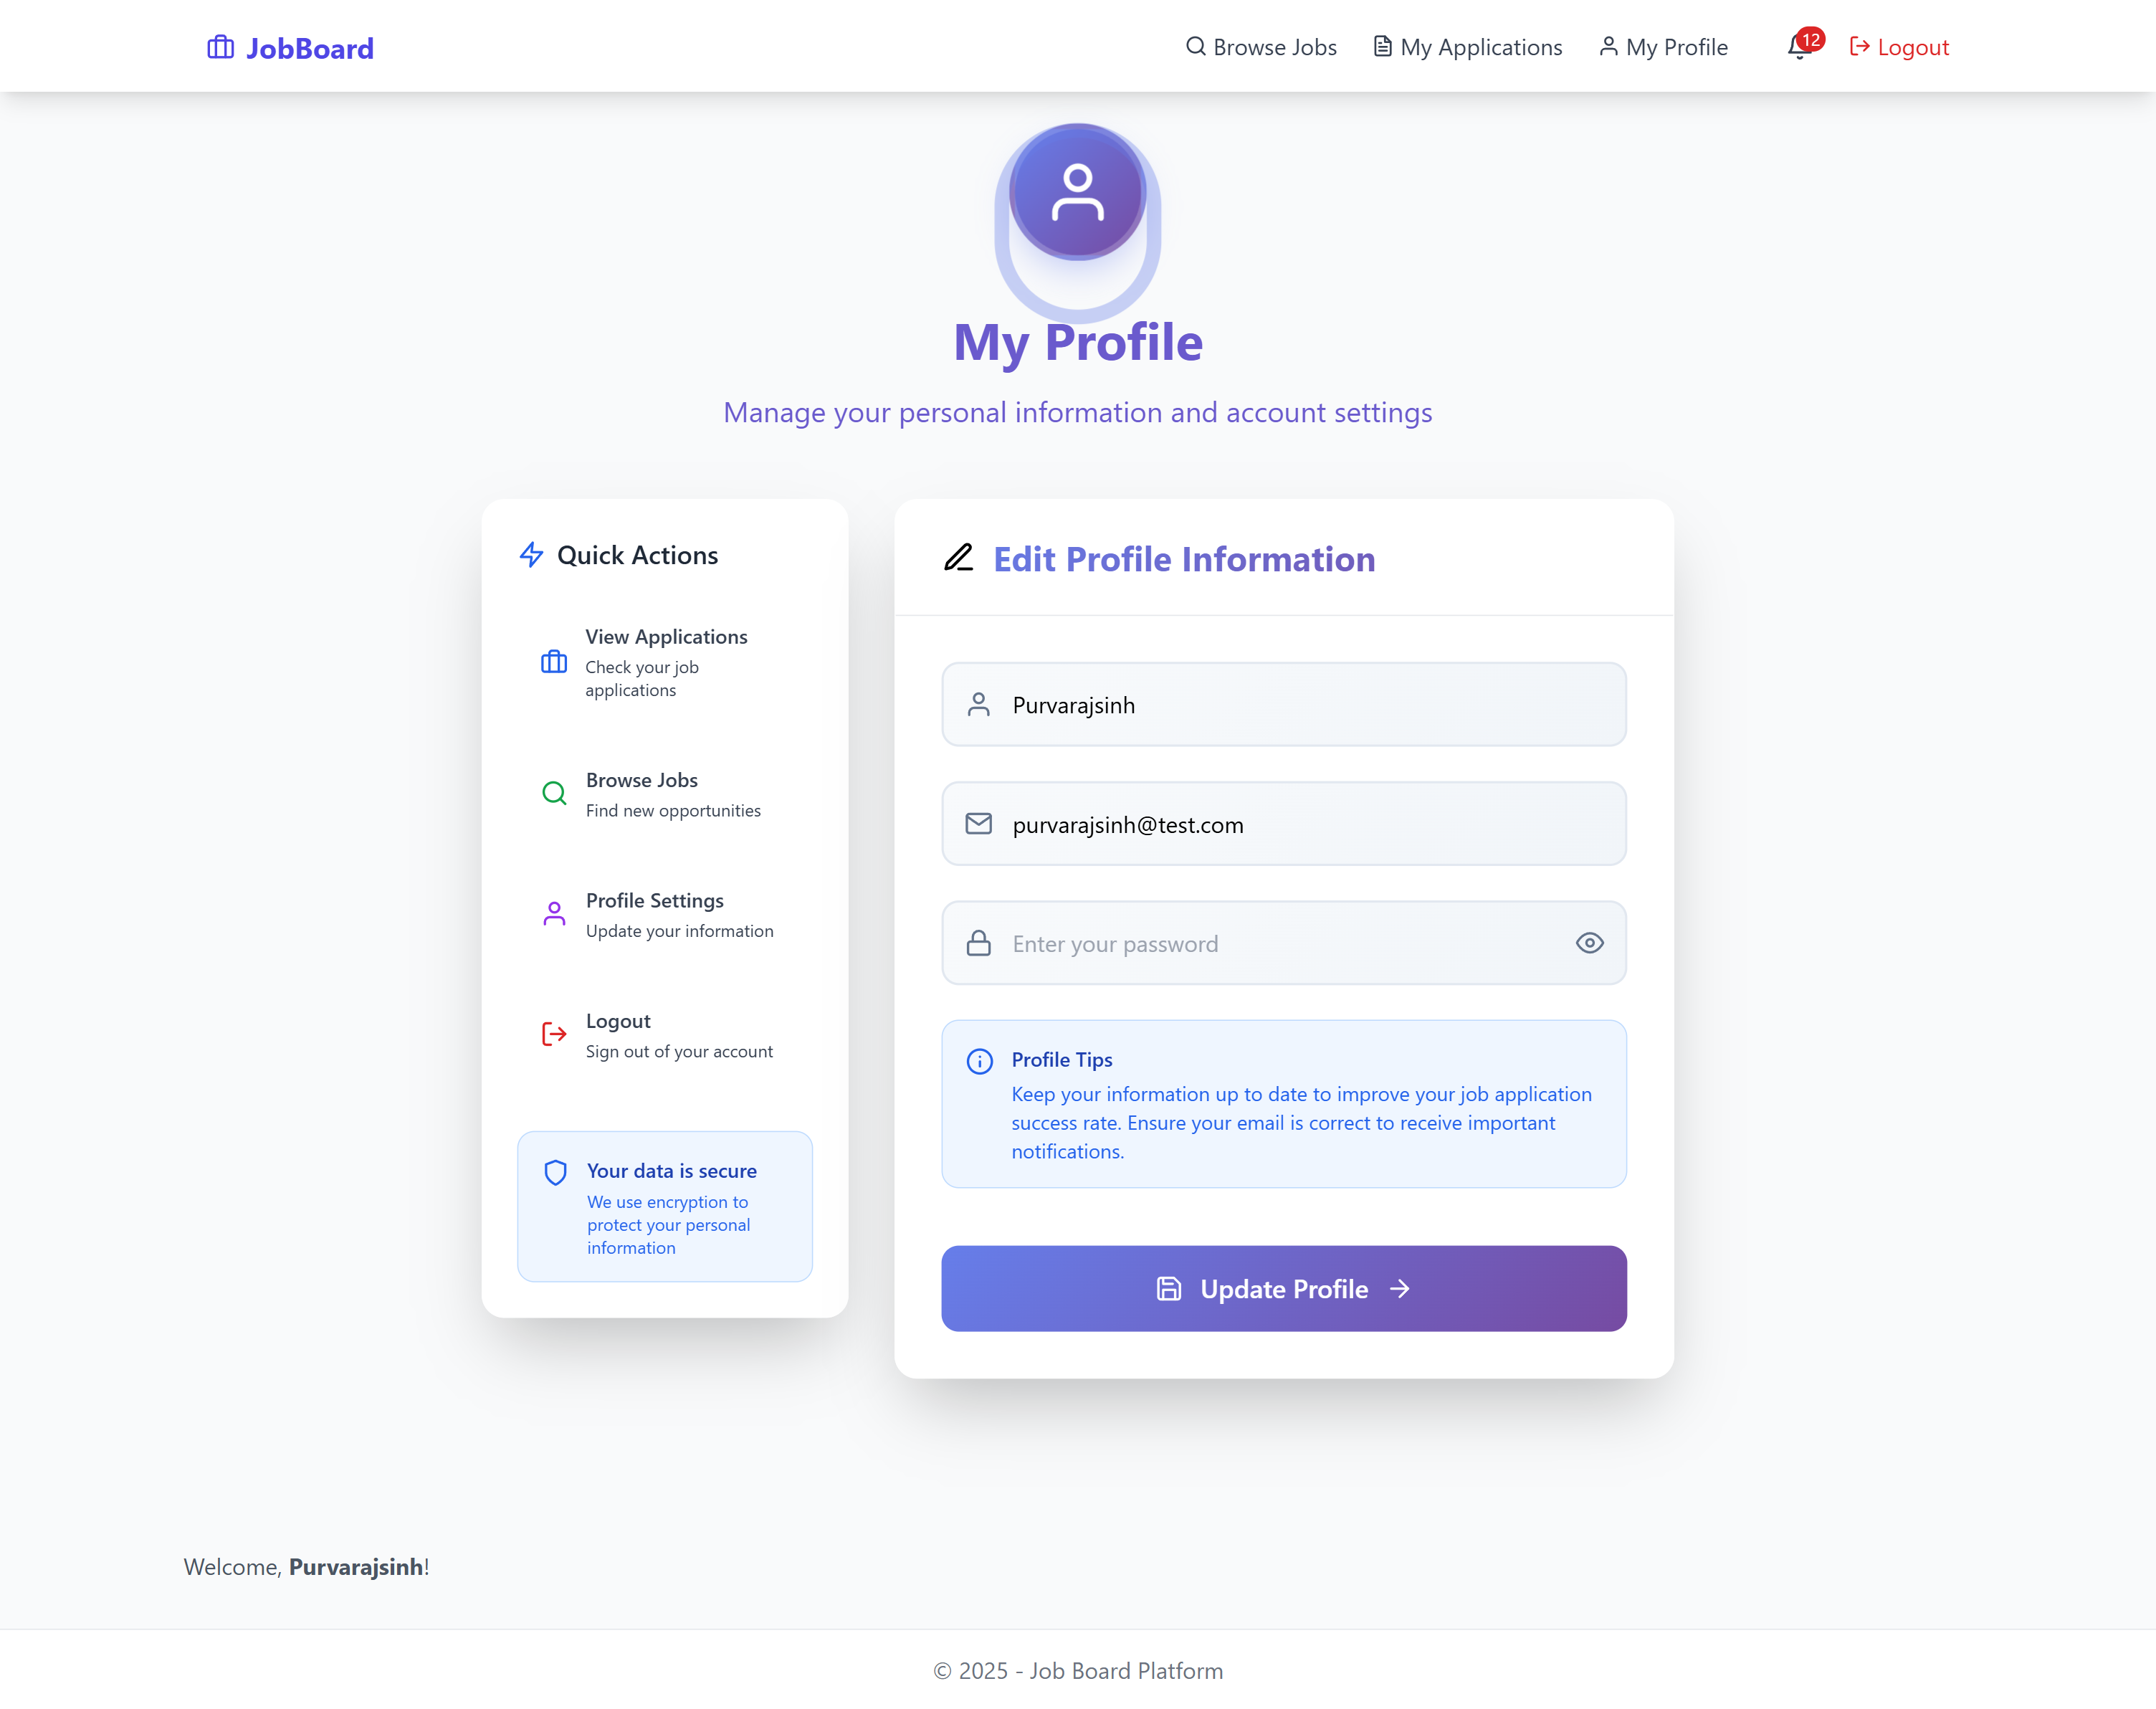 JobBoard
Browse Jobs
My Applications
My Profile
12
Logout
My Profile
Manage your personal information and account settings
Quick Actions
View Applications
Check your job
applications
Browse Jobs
Find new opportunities
Profile Settings
Update your information
Logout
Sign out of your account
Your data is secure
We use encryption to
protect your personal
information
Edit Profile Information
Purvarajsinh
purvarajsinh@test.com
Enter your password
Profile Tips
Keep your information up to date to improve your job application
success rate. Ensure your email is correct to receive important
notifications.
Update Profile
Welcome, Purvarajsinh!
© 2025 - Job Board Platform